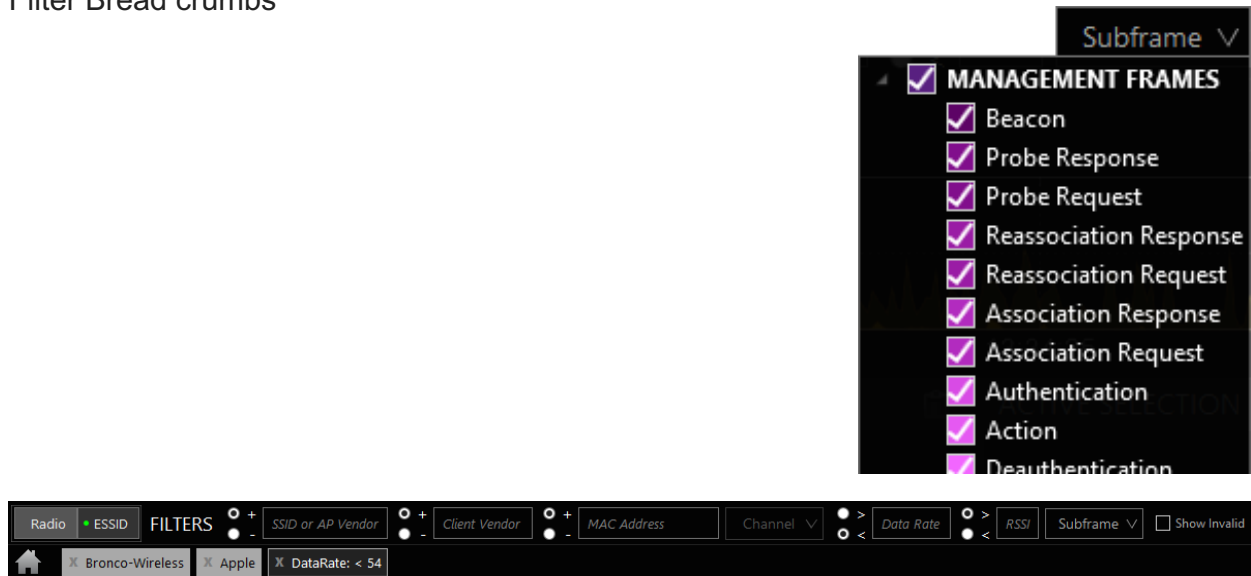 Filter Bread crumbs
Subframe
MANAGEMENT FRAMES
Beacon
Probe Response
Probe Request
Reassociation Response
Reassociation Request
Association Response
Association Request
Authentication
ACTIVE SELECTION
Action
Deauthentication
Radio • ESSID FILTERS + - SSID or AP Vendor + - Client Vendor + - MAC Address Channel > < Data Rate > < RSSI Subframe Show Invalid
X Bronco-Wireless X Apple X DataRate: < 54